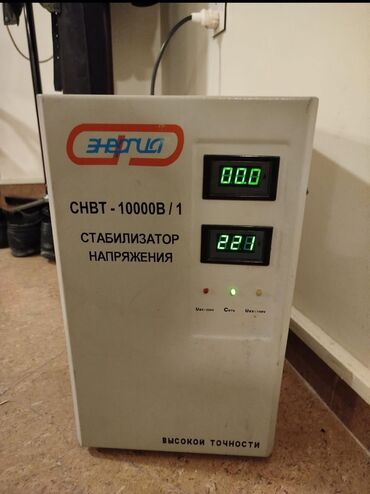 энергия
СНВТ - 10000В / 1
СТАБИЛИЗАТОР
НАПРЯЖЕНИЯ
00.0
221
Сеть
ВЫСОКОЙ ТОЧНОСТИ